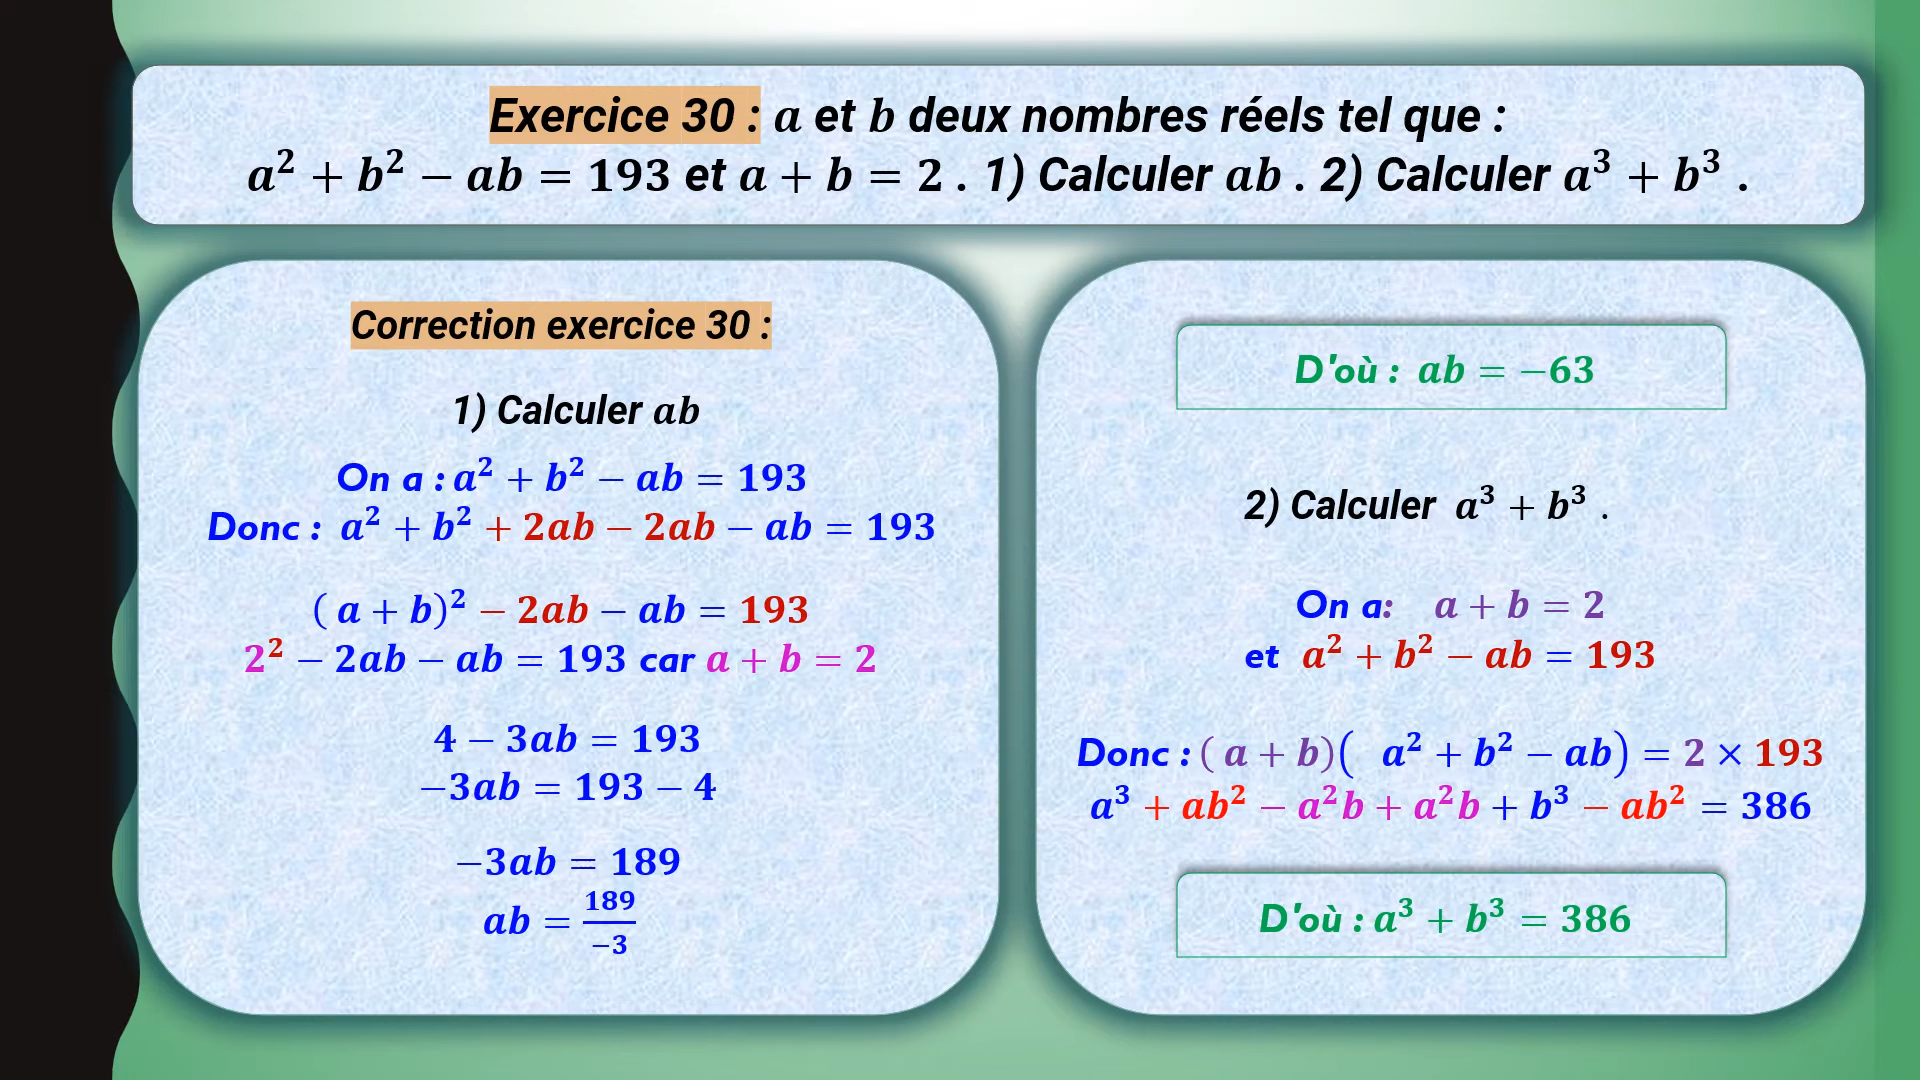 Exercice 30 : a et b deux nombres réels tel que :
a² + b² − ab = 193 et a + b = 2 . 1) Calculer ab . 2) Calculer a³ + b³ .
Correction exercice 30 :
1) Calculer ab
On a : a² + b² − ab = 193
Donc : a² + b² + 2ab − 2ab − ab = 193
( a + b)² − 2ab − ab = 193
2² − 2ab − ab = 193 car a + b = 2
4 − 3ab = 193
−3ab = 193 − 4
−3ab = 189
ab = 189/−3
D'où : ab = −63
2) Calculer a³ + b³ .
On a: a + b = 2
et a² + b² − ab = 193
Donc : ( a + b)( a² + b² − ab) = 2 × 193
a³ + ab² − a²b + a²b + b³ − ab² = 386
D'où : a³ + b³ = 386